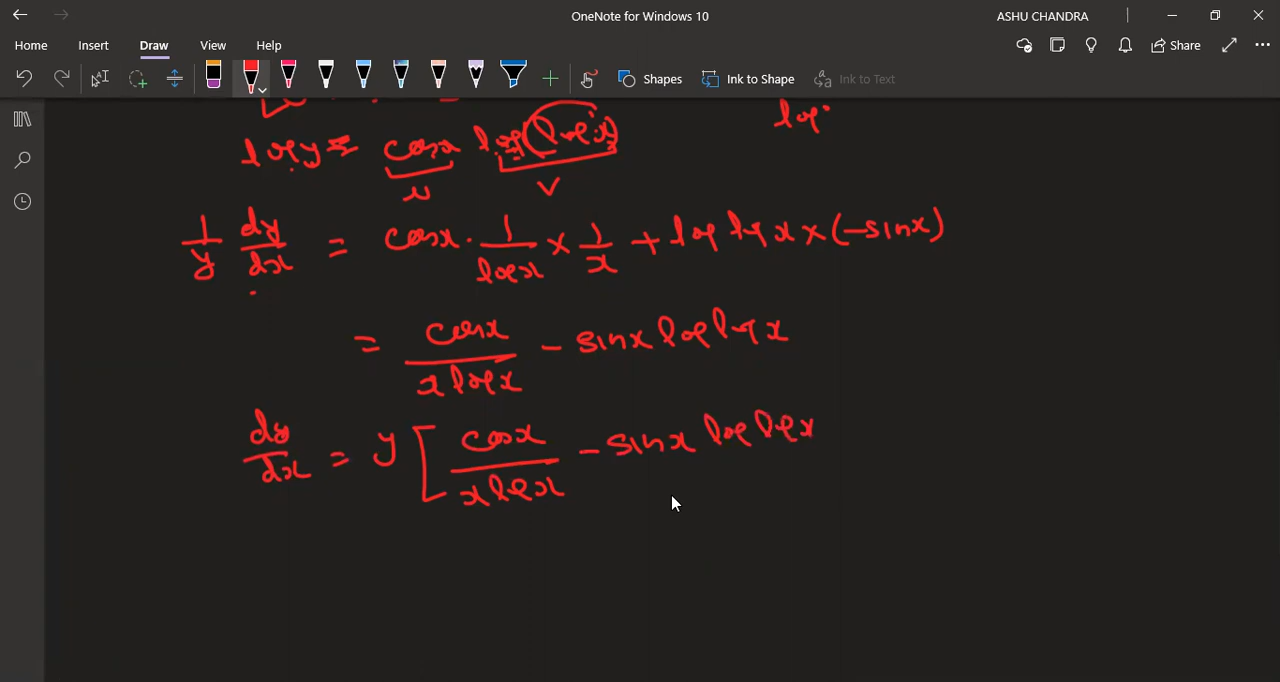 OneNote for Windows 10
ASHU CHANDRA
Home Insert Draw View Help
Share
Shapes
Ink to Shape
Ink to Text
log
log y = cos x log(log x)
u v
1/y dy/dx = cos x · 1/log x × 1/x + log log x × (-sin x)
= cos x/x log x - sin x log log x
dy/dx = y [ cos x/x log x - sin x log log x